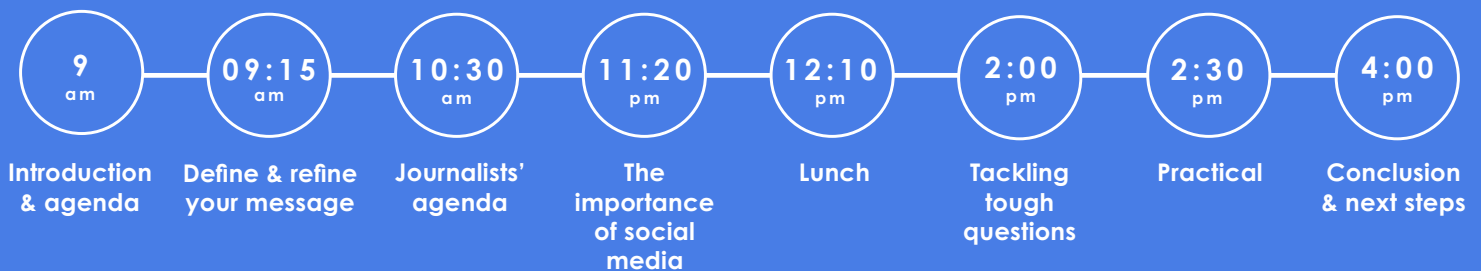 9
am
Introduction
& agenda
09:15
am
Define & refine
your message
10:30
am
Journalists’
agenda
11:20
pm
The
importance
of social
media
12:10
pm
Lunch
2:00
pm
Tackling
tough
questions
2:30
pm
Practical
4:00
pm
Conclusion
& next steps